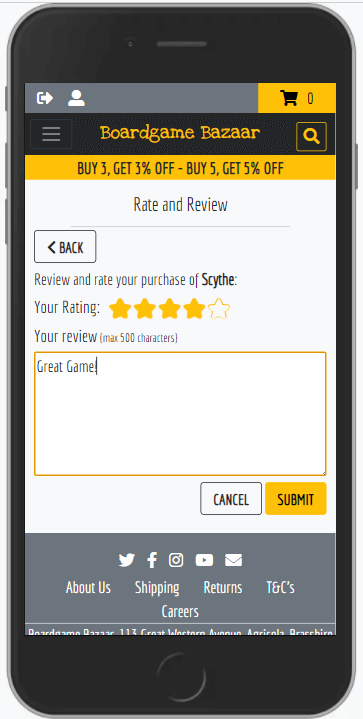 0
Boardgame Bazaar
BUY 3, GET 3% OFF - BUY 5, GET 5% OFF
Rate and Review
BACK
Review and rate your purchase of Scythe:
Your Rating:
Your review (max 500 characters)
Great Game!
CANCEL SUBMIT
About Us Shipping Returns T&C's
Careers
Boardgame Bazaar, 113 Great Western Avenue, Agricola, Brasshire